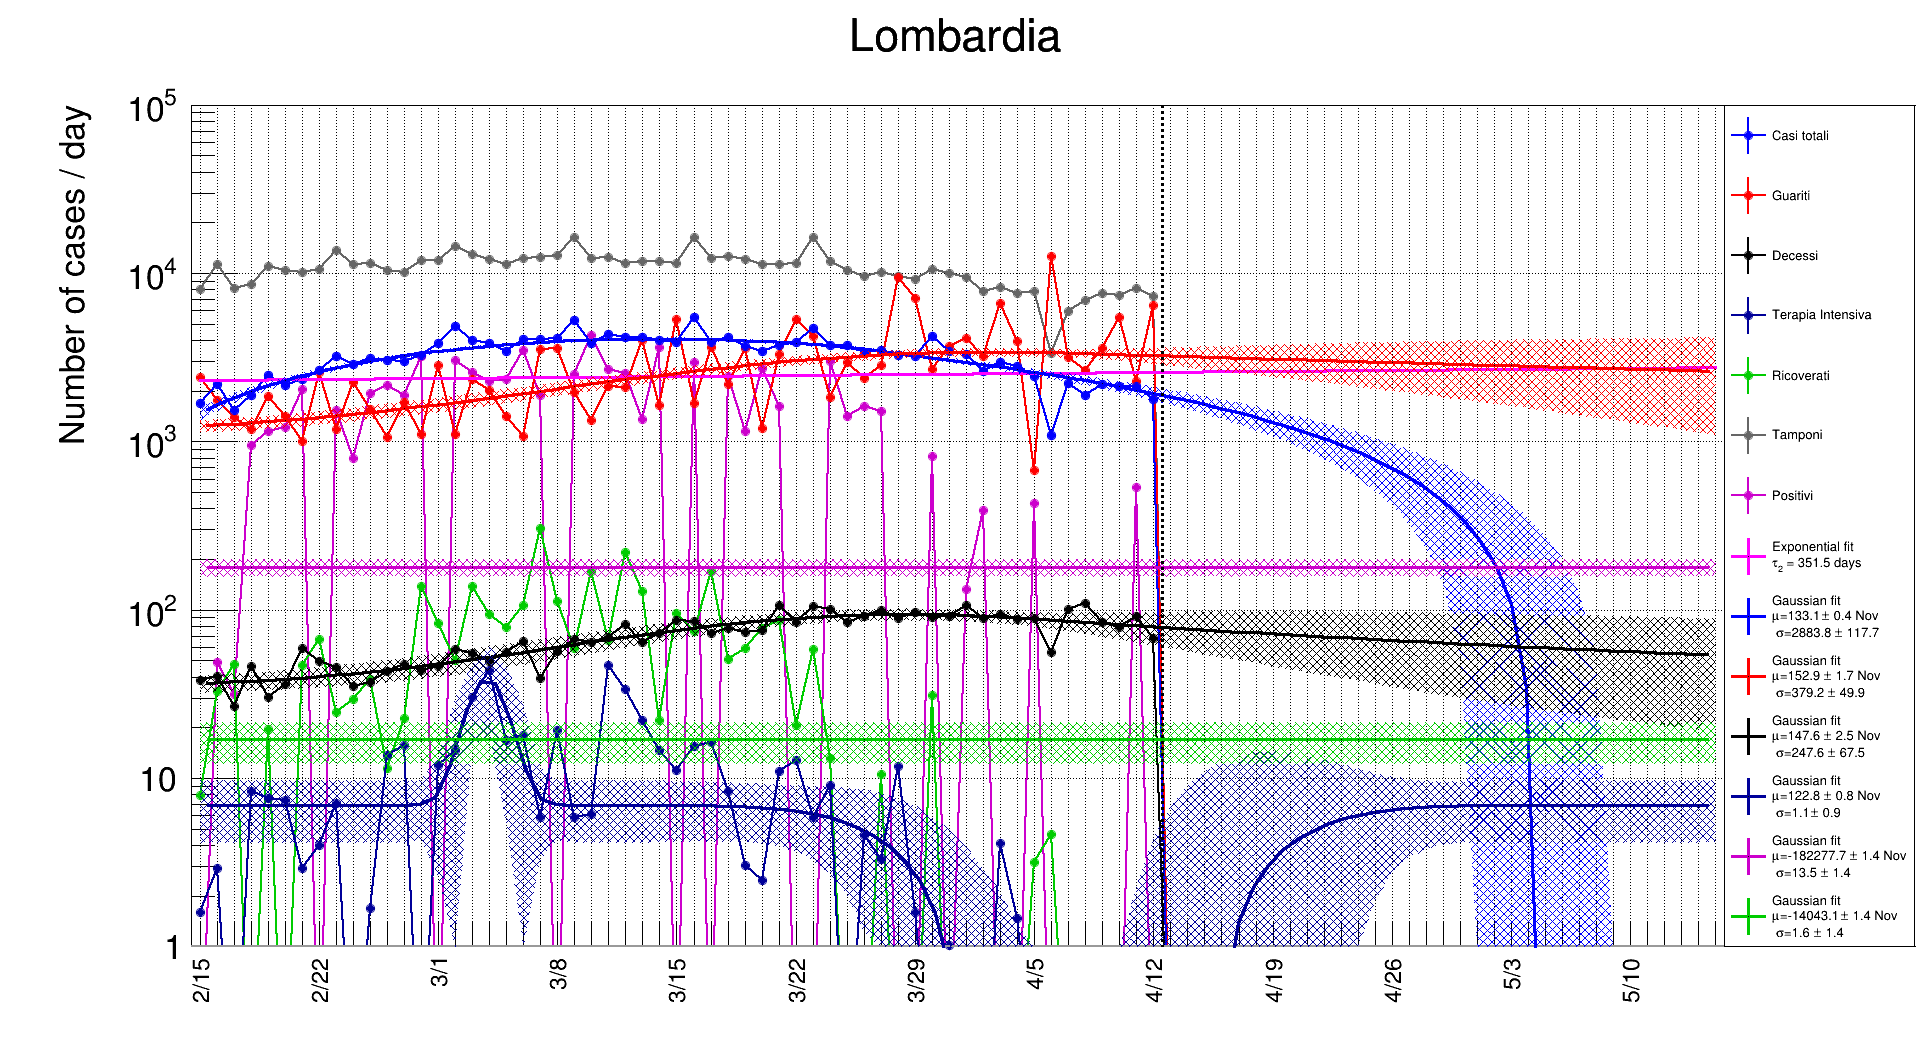 Lombardia
Number of cases / day
10^5
10^4
10^3
10^2
10
1
2/15
2/22
3/1
3/8
3/15
3/22
3/29
4/5
4/12
4/19
4/26
5/3
5/10
Casi totali
Guariti
Decessi
Terapia Intensiva
Ricoverati
Tamponi
Positivi
Exponential fit
τ_2 = 351.5 days
Gaussian fit
μ=133.1± 0.4 Nov
σ=2883.8 ± 117.7
Gaussian fit
μ=152.9 ± 1.7 Nov
σ=379.2 ± 49.9
Gaussian fit
μ=147.6 ± 2.5 Nov
σ=247.6 ± 67.5
Gaussian fit
μ=122.8 ± 0.8 Nov
σ=1.1± 0.9
Gaussian fit
μ=-182277.7 ± 1.4 Nov
σ=13.5 ± 1.4
Gaussian fit
μ=-14043.1± 1.4 Nov
σ=1.6 ± 1.4